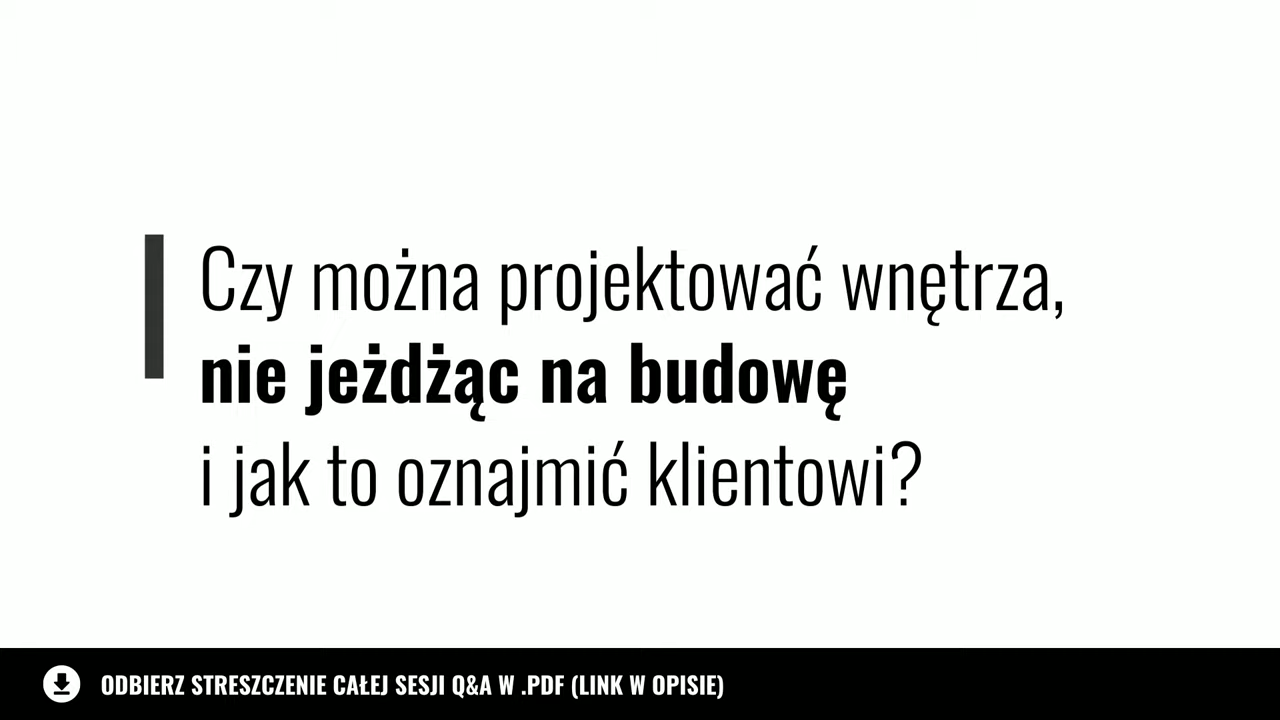 Czy można projektować wnętrza,
nie jeżdżąc na budowę
i jak to oznajmić klientowi?
ODBIERZ STRESZCZENIE CAŁEJ SESJI Q&A W .PDF (LINK W OPISIE)